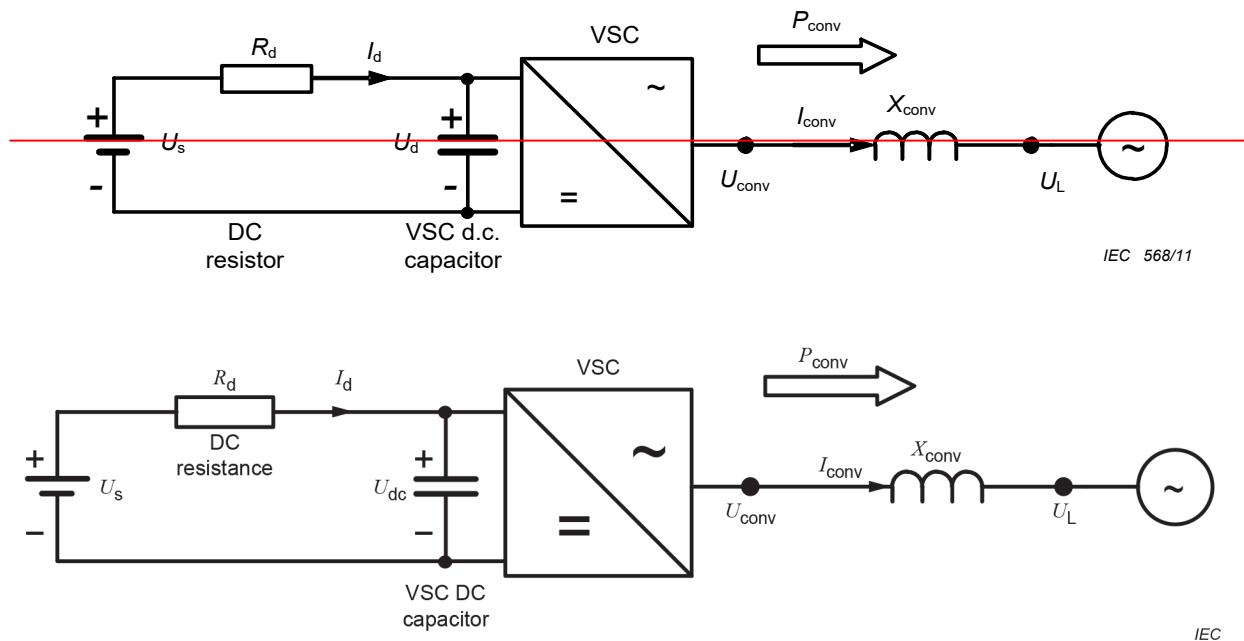 P conv
VSC
R d
I d
~
X conv
+
U s
+
U d
I conv
~
-
-
=
U conv
U L
DC
resistor
VSC d.c.
capacitor
IEC 568/11
P conv
VSC
R d
I d
DC
resistance
~
X conv
I conv
+
U s
+
U dc
~
U conv
U L
−
−
=
VSC DC
capacitor
IEC